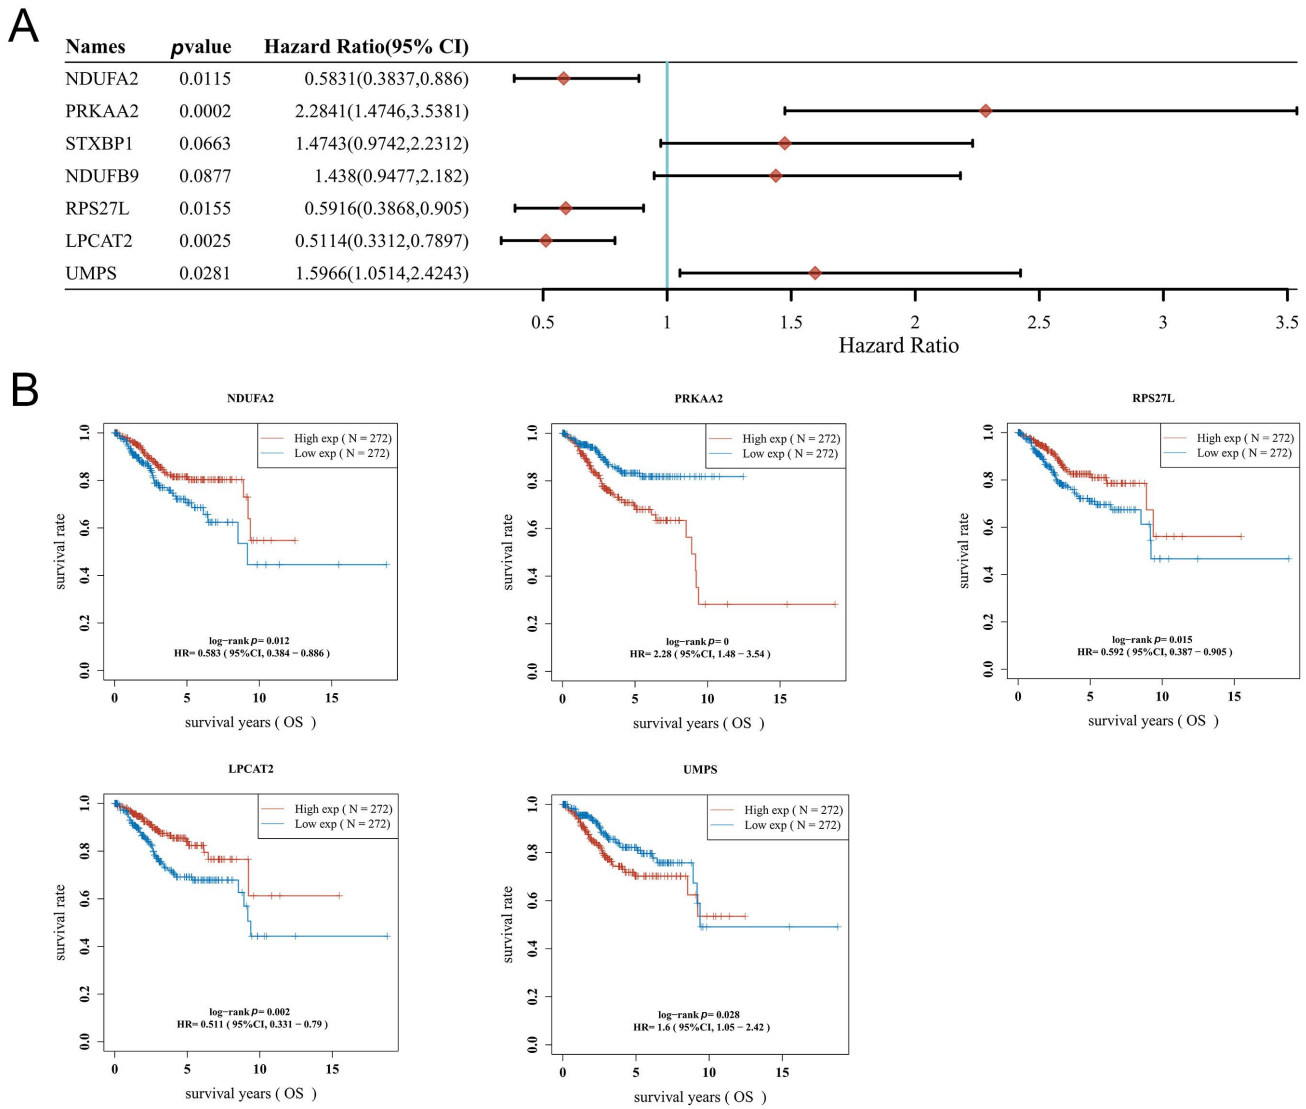 A
Names pvalue Hazard Ratio(95% CI)
NDUFA2 0.0115 0.5831(0.3837,0.886)
PRKAA2 0.0002 2.2841(1.4746,3.5381)
STXBP1 0.0663 1.4743(0.9742,2.2312)
NDUFB9 0.0877 1.438(0.9477,2.182)
RPS27L 0.0155 0.5916(0.3868,0.905)
LPCAT2 0.0025 0.5114(0.3312,0.7897)
UMPS 0.0281 1.5966(1.0514,2.4243)
0.5 1 1.5 2 2.5 3 3.5
Hazard Ratio
B
NDUFA2
High exp ( N = 272)
Low exp ( N = 272)
1.0
0.8
0.6
0.4
0.2
0.0
survival rate
log−rank p= 0.012
HR= 0.583 ( 95%CI, 0.384 − 0.886 )
0 5 10 15
survival years ( OS )
PRKAA2
High exp ( N = 272)
Low exp ( N = 272)
1.0
0.8
0.6
0.4
0.2
0.0
survival rate
log−rank p= 0
HR= 2.28 ( 95%CI, 1.48 − 3.54 )
0 5 10 15
survival years ( OS )
RPS27L
High exp ( N = 272)
Low exp ( N = 272)
1.0
0.8
0.6
0.4
0.2
0.0
survival rate
log−rank p= 0.015
HR= 0.592 ( 95%CI, 0.387 − 0.905 )
0 5 10 15
survival years ( OS )
LPCAT2
High exp ( N = 272)
Low exp ( N = 272)
1.0
0.8
0.6
0.4
0.2
0.0
survival rate
log−rank p= 0.002
HR= 0.511 ( 95%CI, 0.331 − 0.79 )
0 5 10 15
survival years ( OS )
UMPS
High exp ( N = 272)
Low exp ( N = 272)
1.0
0.8
0.6
0.4
0.2
0.0
survival rate
log−rank p= 0.028
HR= 1.6 ( 95%CI, 1.05 − 2.42 )
0 5 10 15
survival years ( OS )